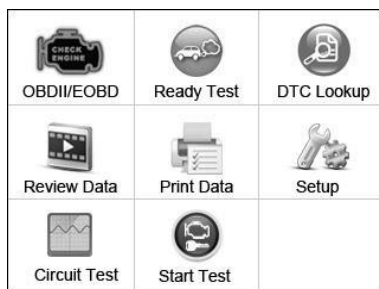 CHECK
ENGINE
OBDII/EOBD
Ready Test
DTC Lookup
Review Data
Print Data
Setup
Circuit Test
Start Test